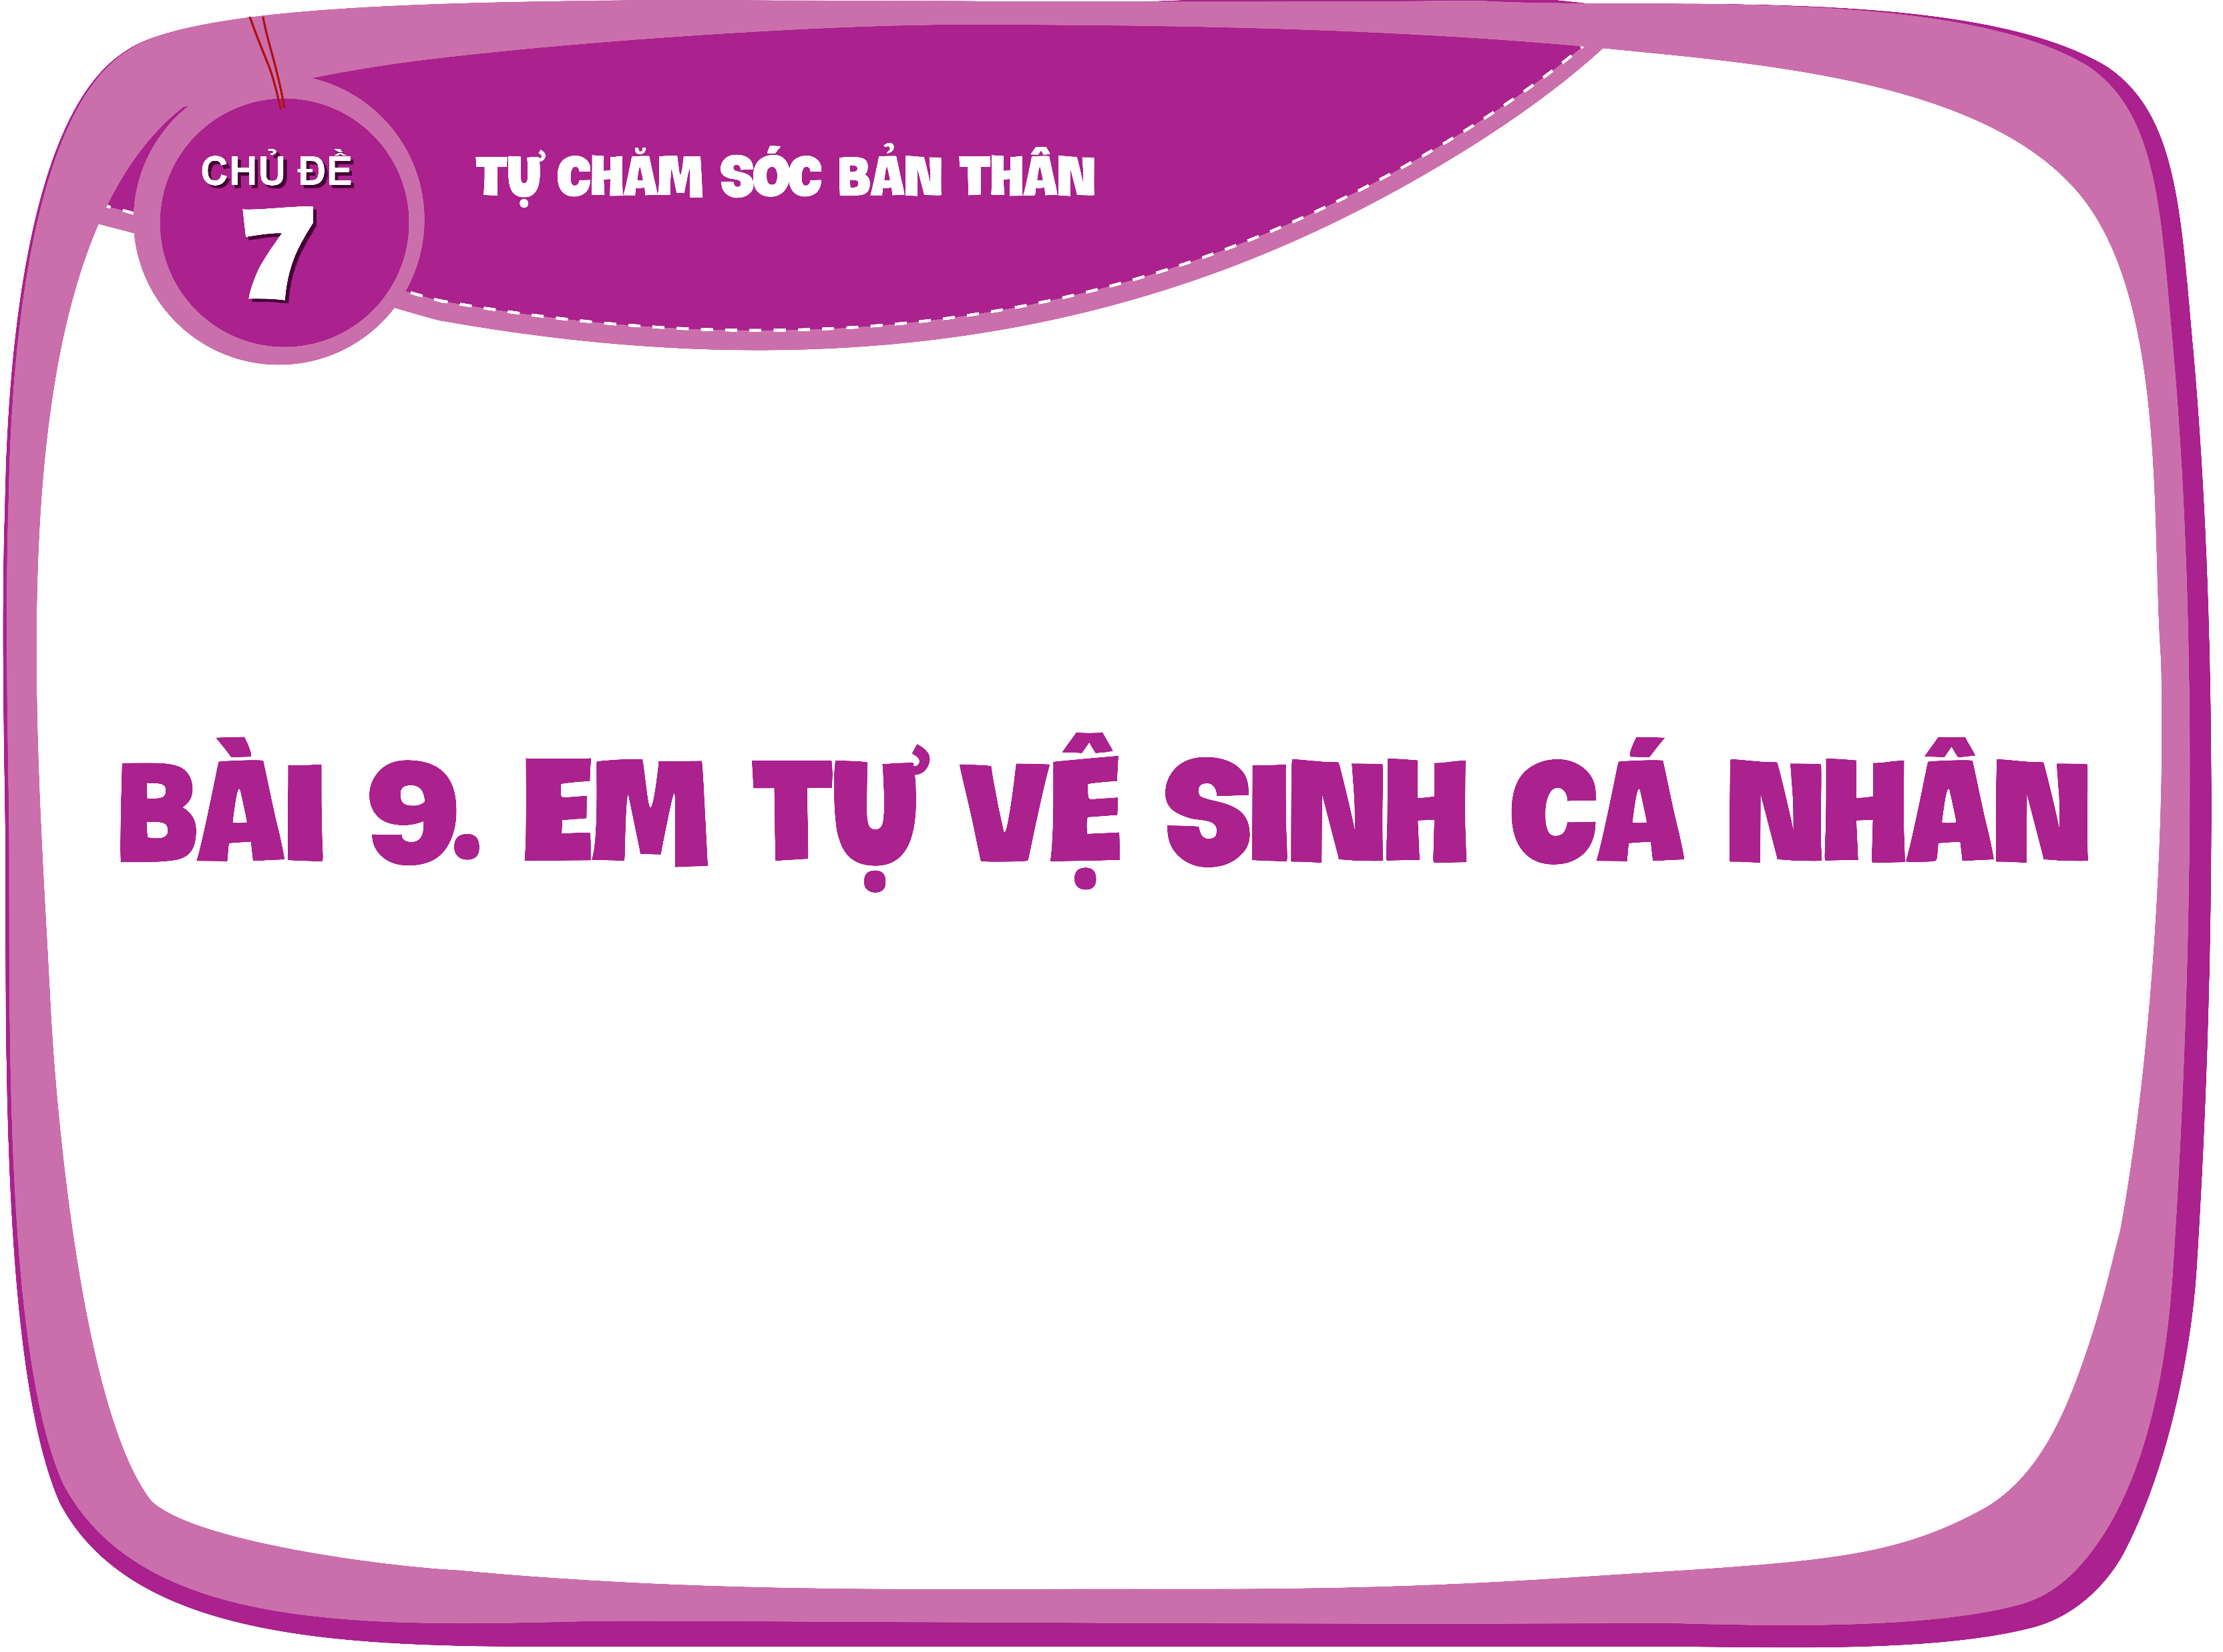 CHỦ ĐỀ
7
TỰ CHĂM SÓC BẢN THÂN
BÀI 9. EM TỰ VỆ SINH CÁ NHÂN